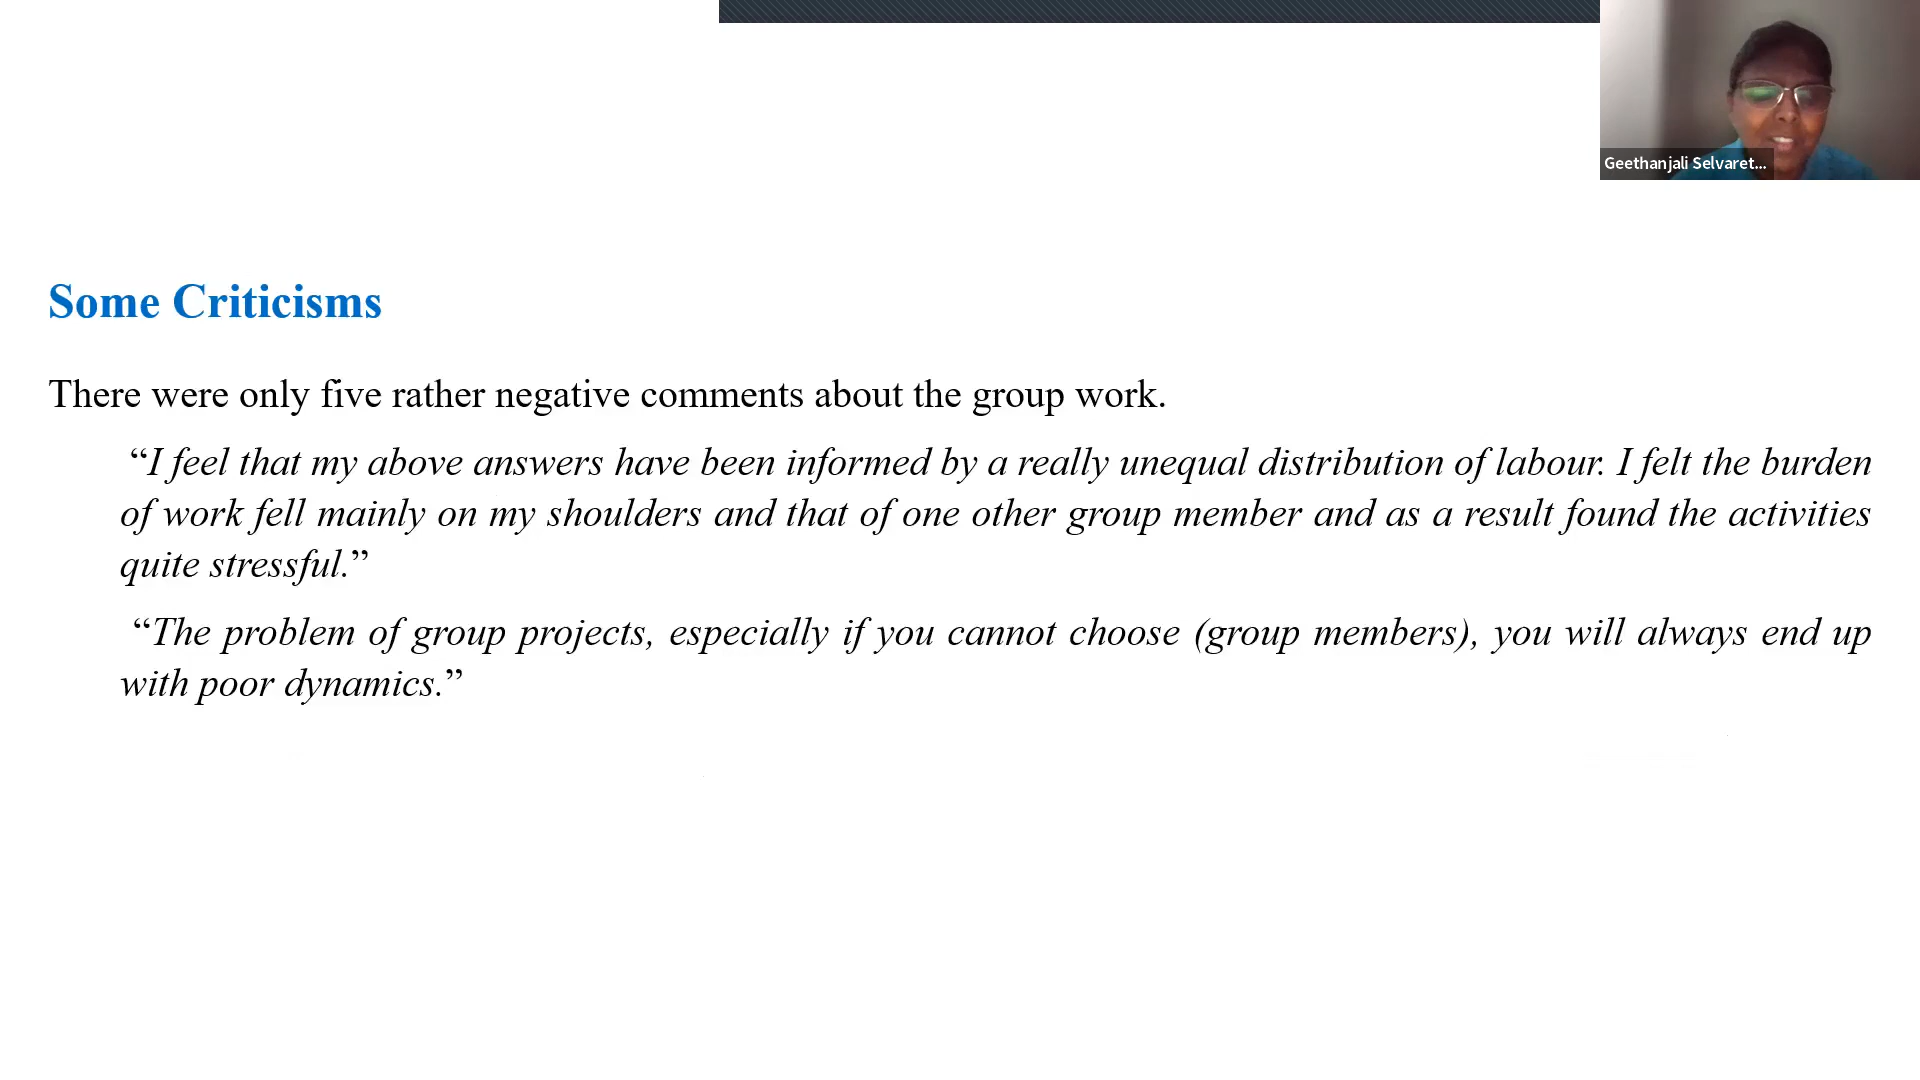 Geethanjali Selvaret...
Some Criticisms
There were only five rather negative comments about the group work.
“I feel that my above answers have been informed by a really unequal distribution of labour. I felt the burden
of work fell mainly on my shoulders and that of one other group member and as a result found the activities
quite stressful.”
“The problem of group projects, especially if you cannot choose (group members), you will always end up
with poor dynamics.”